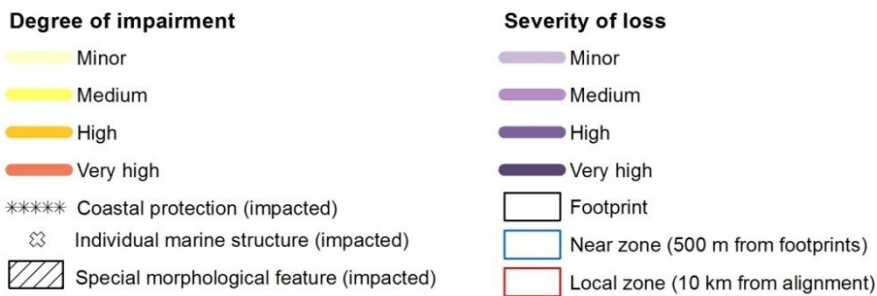 Degree of impairment
Minor
Medium
High
Very high
Coastal protection (impacted)
Individual marine structure (impacted)
Special morphological feature (impacted)
Severity of loss
Minor
Medium
High
Very high
Footprint
Near zone (500 m from footprints)
Local zone (10 km from alignment)